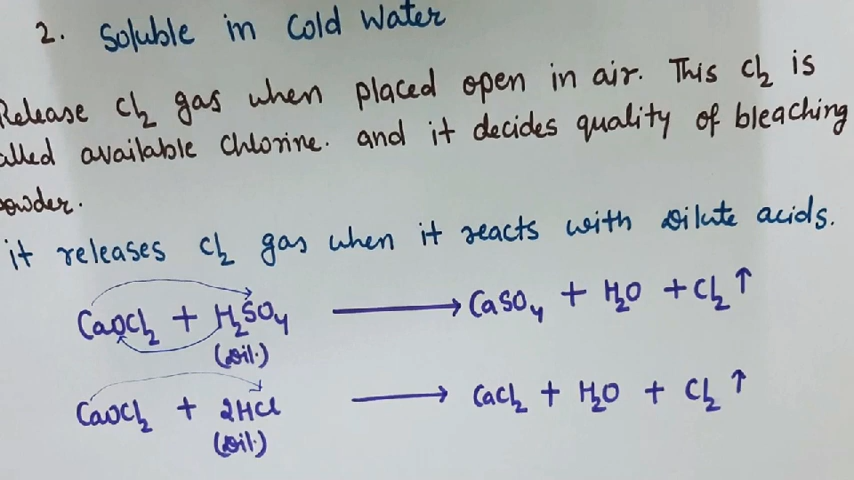 2. Soluble in Cold Water
Release Cl₂ gas when placed open in air. This Cl₂ is
alled available Chlorine. and it decides quality of bleaching
owder.
it releases Cl₂ gas when it reacts with dilute acids.
CaOCl₂ + H₂SO₄ ⟶ CaSO₄ + H₂O + Cl₂ ↑
(dil.)
CaOCl₂ + 2HCl ⟶ CaCl₂ + H₂O + Cl₂ ↑
(dil.)